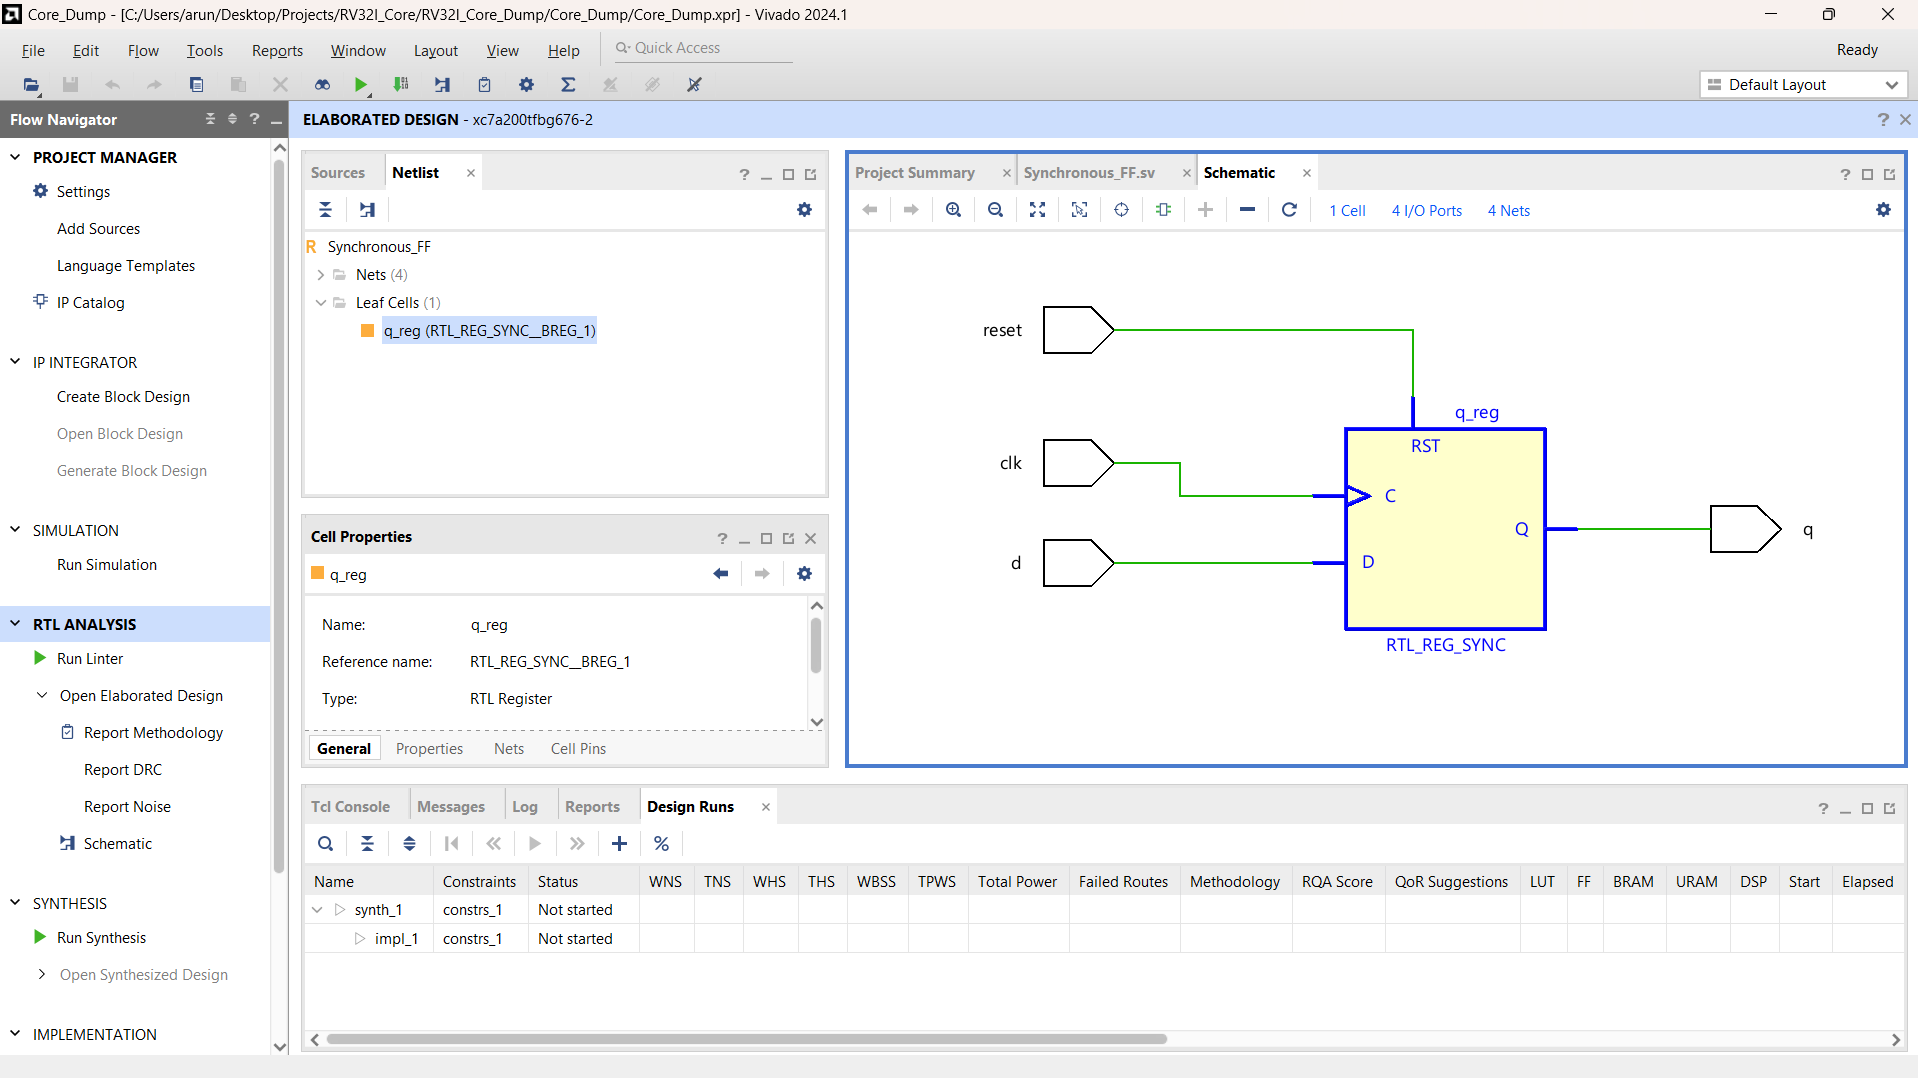 Core_Dump - [C:/Users/arun/Desktop/Projects/RV32I_Core/RV32I_Core_Dump/Core_Dump/Core_Dump.xpr] - Vivado 2024.1
File Edit Flow Tools Reports Window Layout View Help Quick Access Ready
Default Layout
Flow Navigator
ELABORATED DESIGN - xc7a200tfbg676-2
PROJECT MANAGER
Settings
Add Sources
Language Templates
IP Catalog
IP INTEGRATOR
Create Block Design
Open Block Design
Generate Block Design
SIMULATION
Run Simulation
RTL ANALYSIS
Run Linter
Open Elaborated Design
Report Methodology
Report DRC
Report Noise
Schematic
SYNTHESIS
Run Synthesis
Open Synthesized Design
IMPLEMENTATION
Sources Netlist
R Synchronous_FF
Nets (4)
Leaf Cells (1)
q_reg (RTL_REG_SYNC__BREG_1)
Cell Properties
q_reg
Name: q_reg
Reference name: RTL_REG_SYNC__BREG_1
Type: RTL Register
General Properties Nets Cell Pins
Project Summary Synchronous_FF.sv Schematic
1 Cell 4 I/O Ports 4 Nets
reset
q_reg
RST
clk
C
Q
q
d
D
RTL_REG_SYNC
Tcl Console Messages Log Reports Design Runs
Name Constraints Status WNS TNS WHS THS WBSS TPWS Total Power Failed Routes Methodology RQA Score QoR Suggestions LUT FF BRAM URAM DSP Start Elapsed
synth_1 constrs_1 Not started
impl_1 constrs_1 Not started